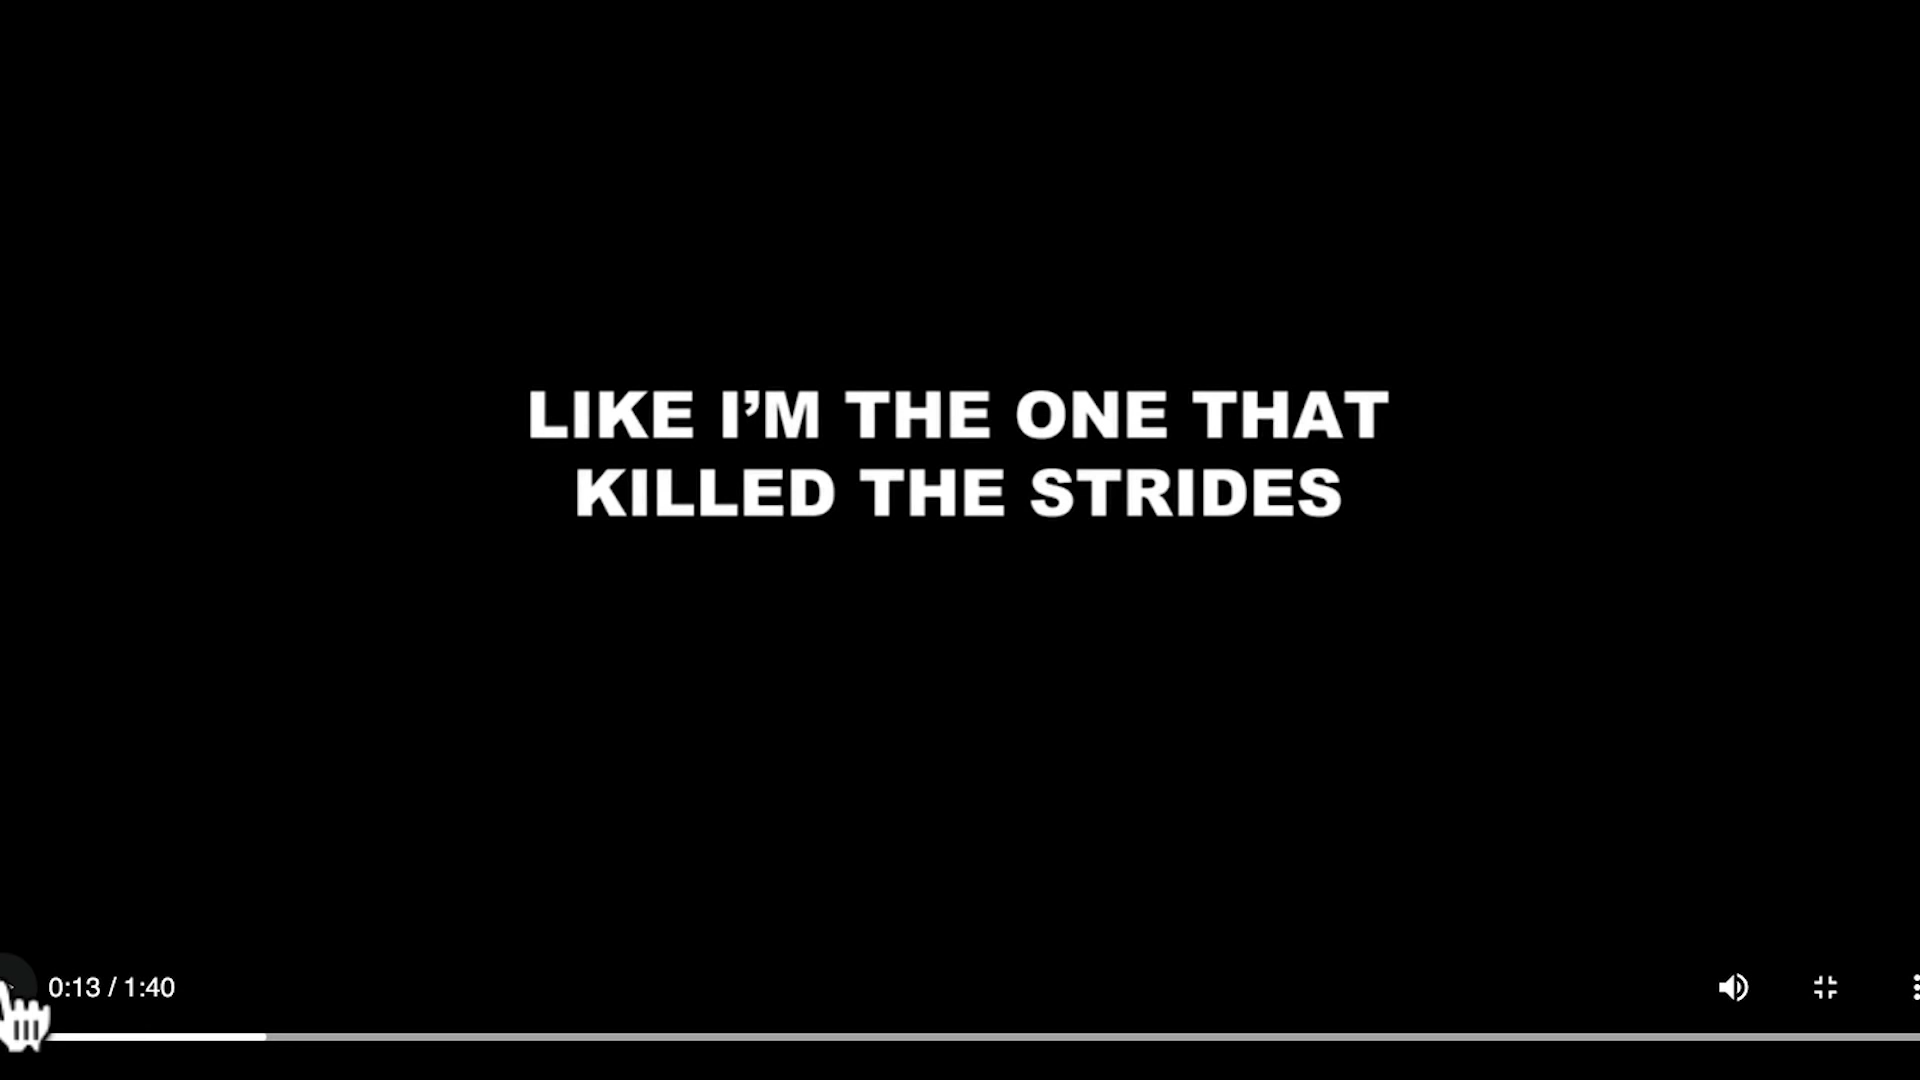 LIKE I’M THE ONE THAT
KILLED THE STRIDES
0:13 / 1:40